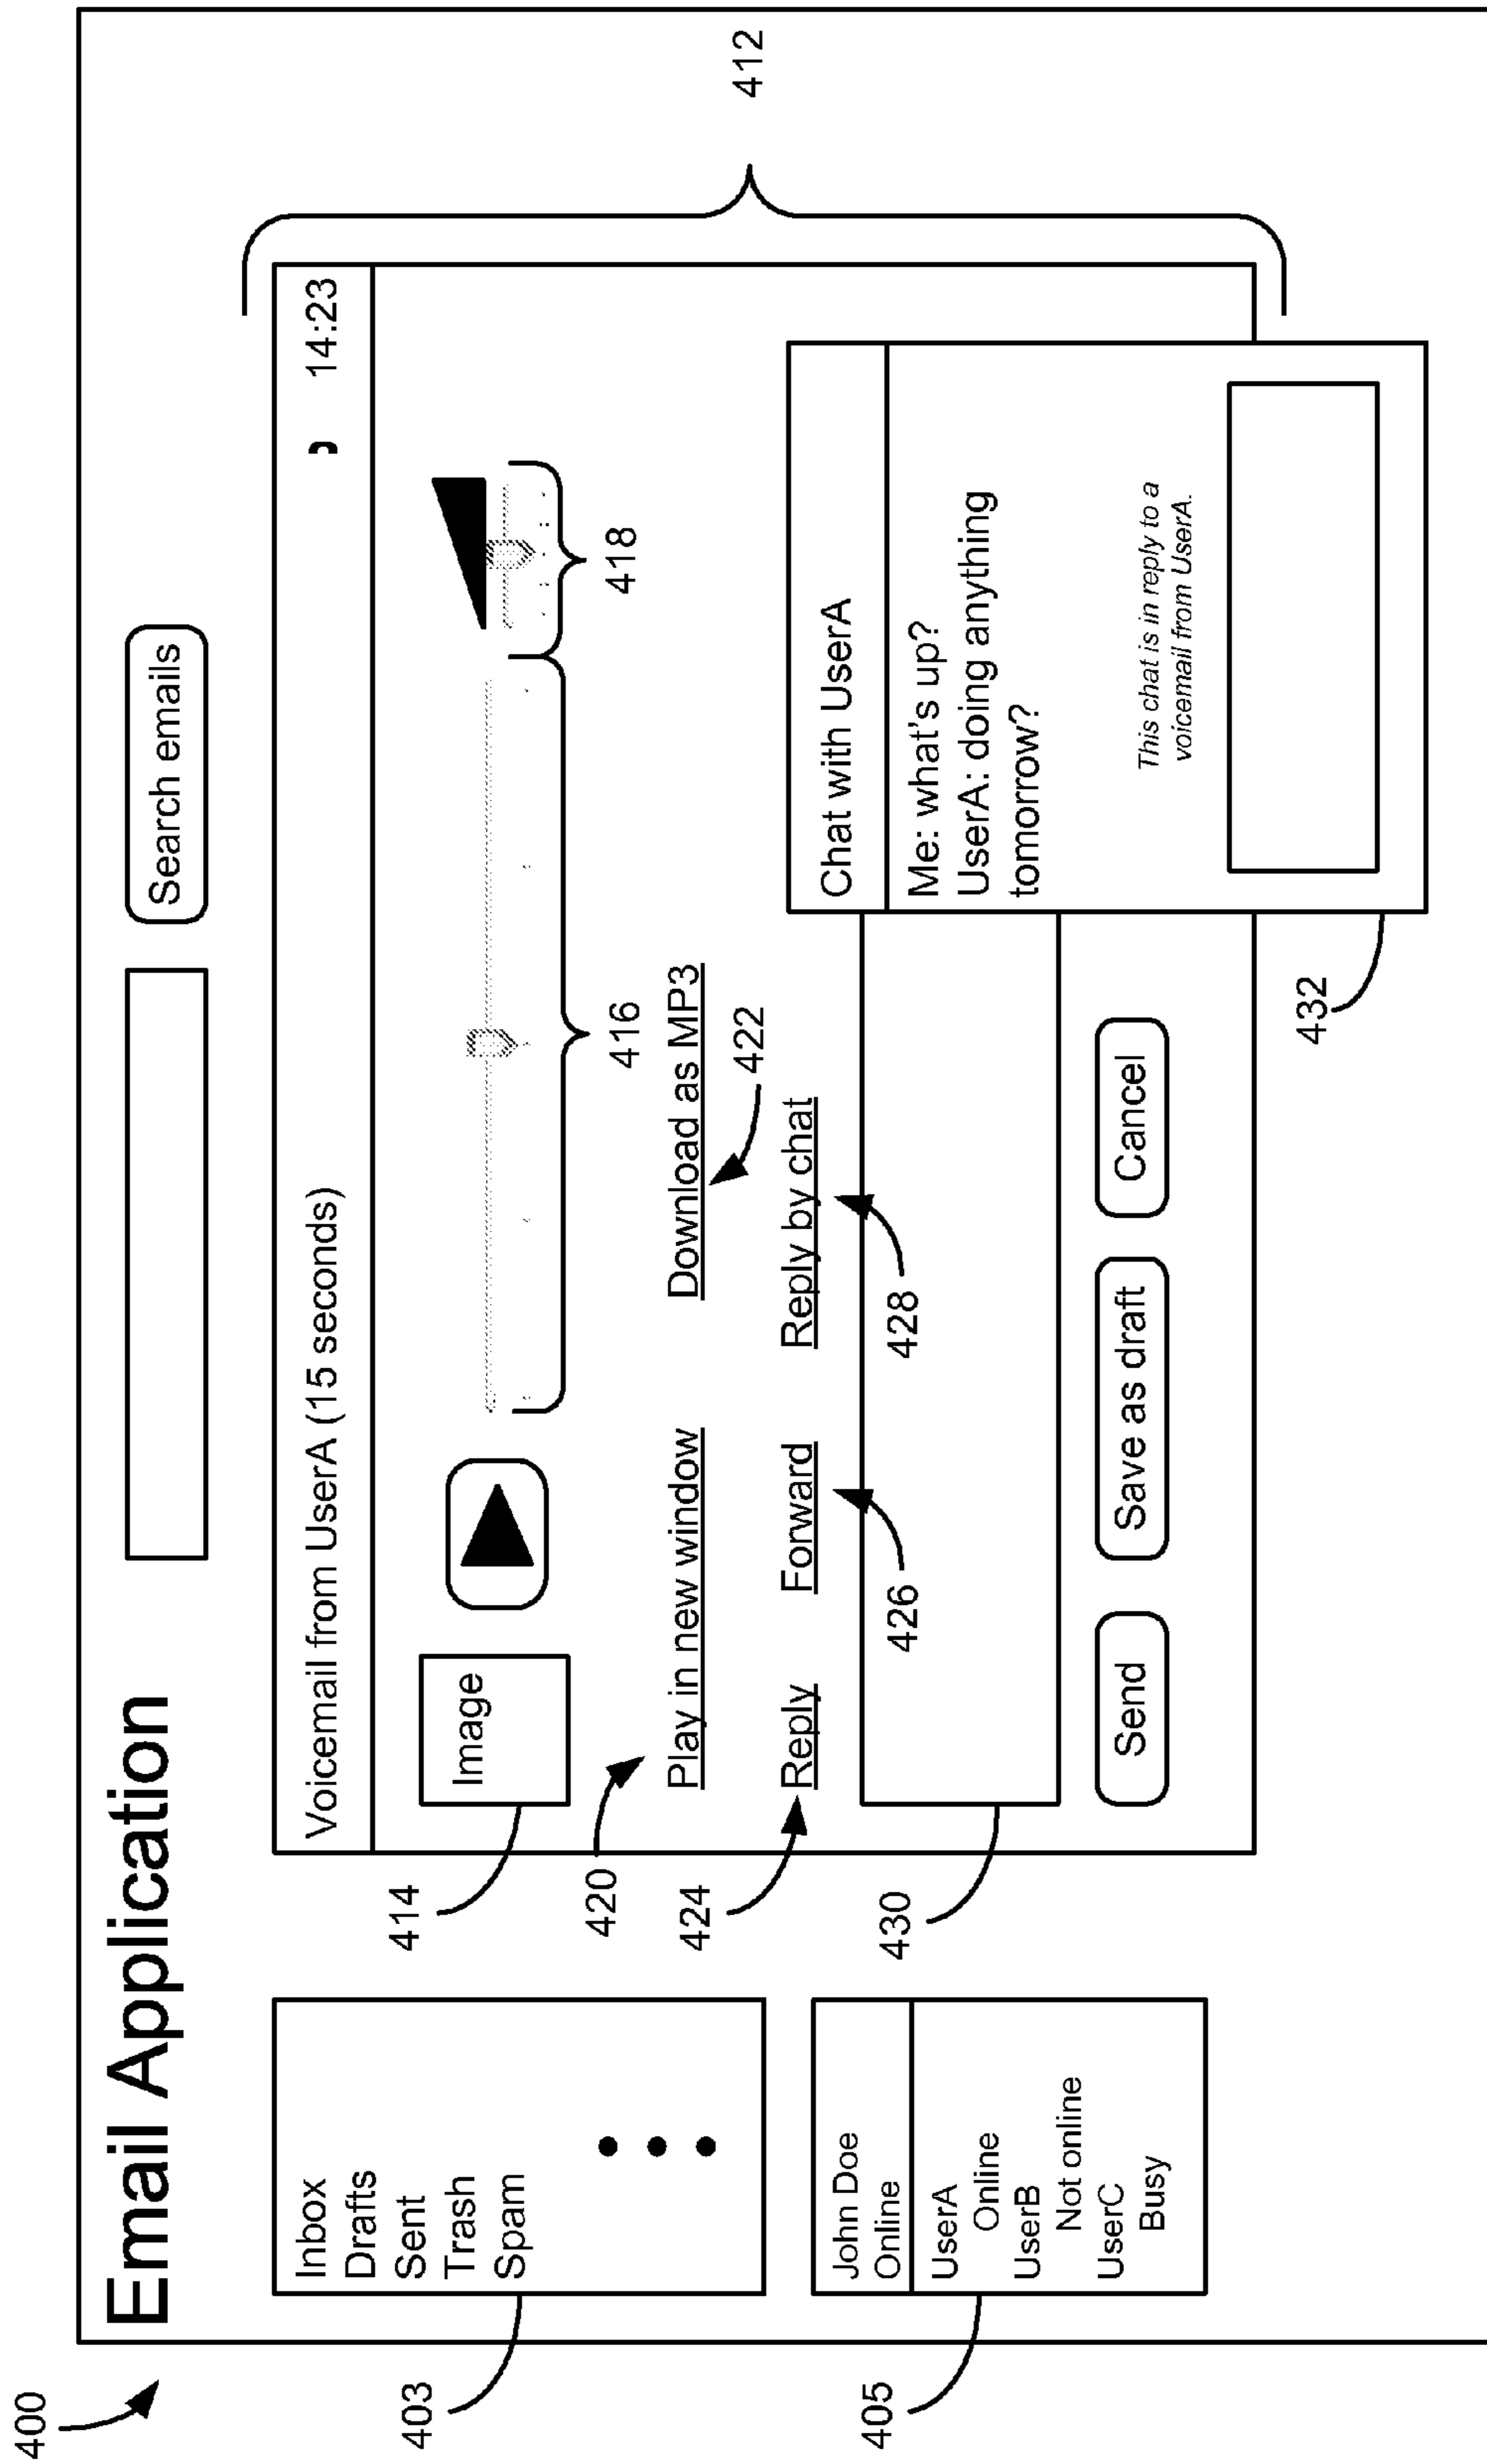 400
Email Application
Search emails
403
Inbox
Drafts
Sent
Trash
Spam
405
John Doe
Online
UserA
Online
UserB
Not online
UserC
Busy
412
Voicemail from UserA (15 seconds)
14:23
414
Image
416
418
420
Play in new window
Download as MP3
422
424
Reply
Forward
Reply by chat
426
428
430
Send
Save as draft
Cancel
Chat with UserA
Me: what's up?
UserA: doing anything
tomorrow?
This chat is in reply to a
voicemail from UserA.
432